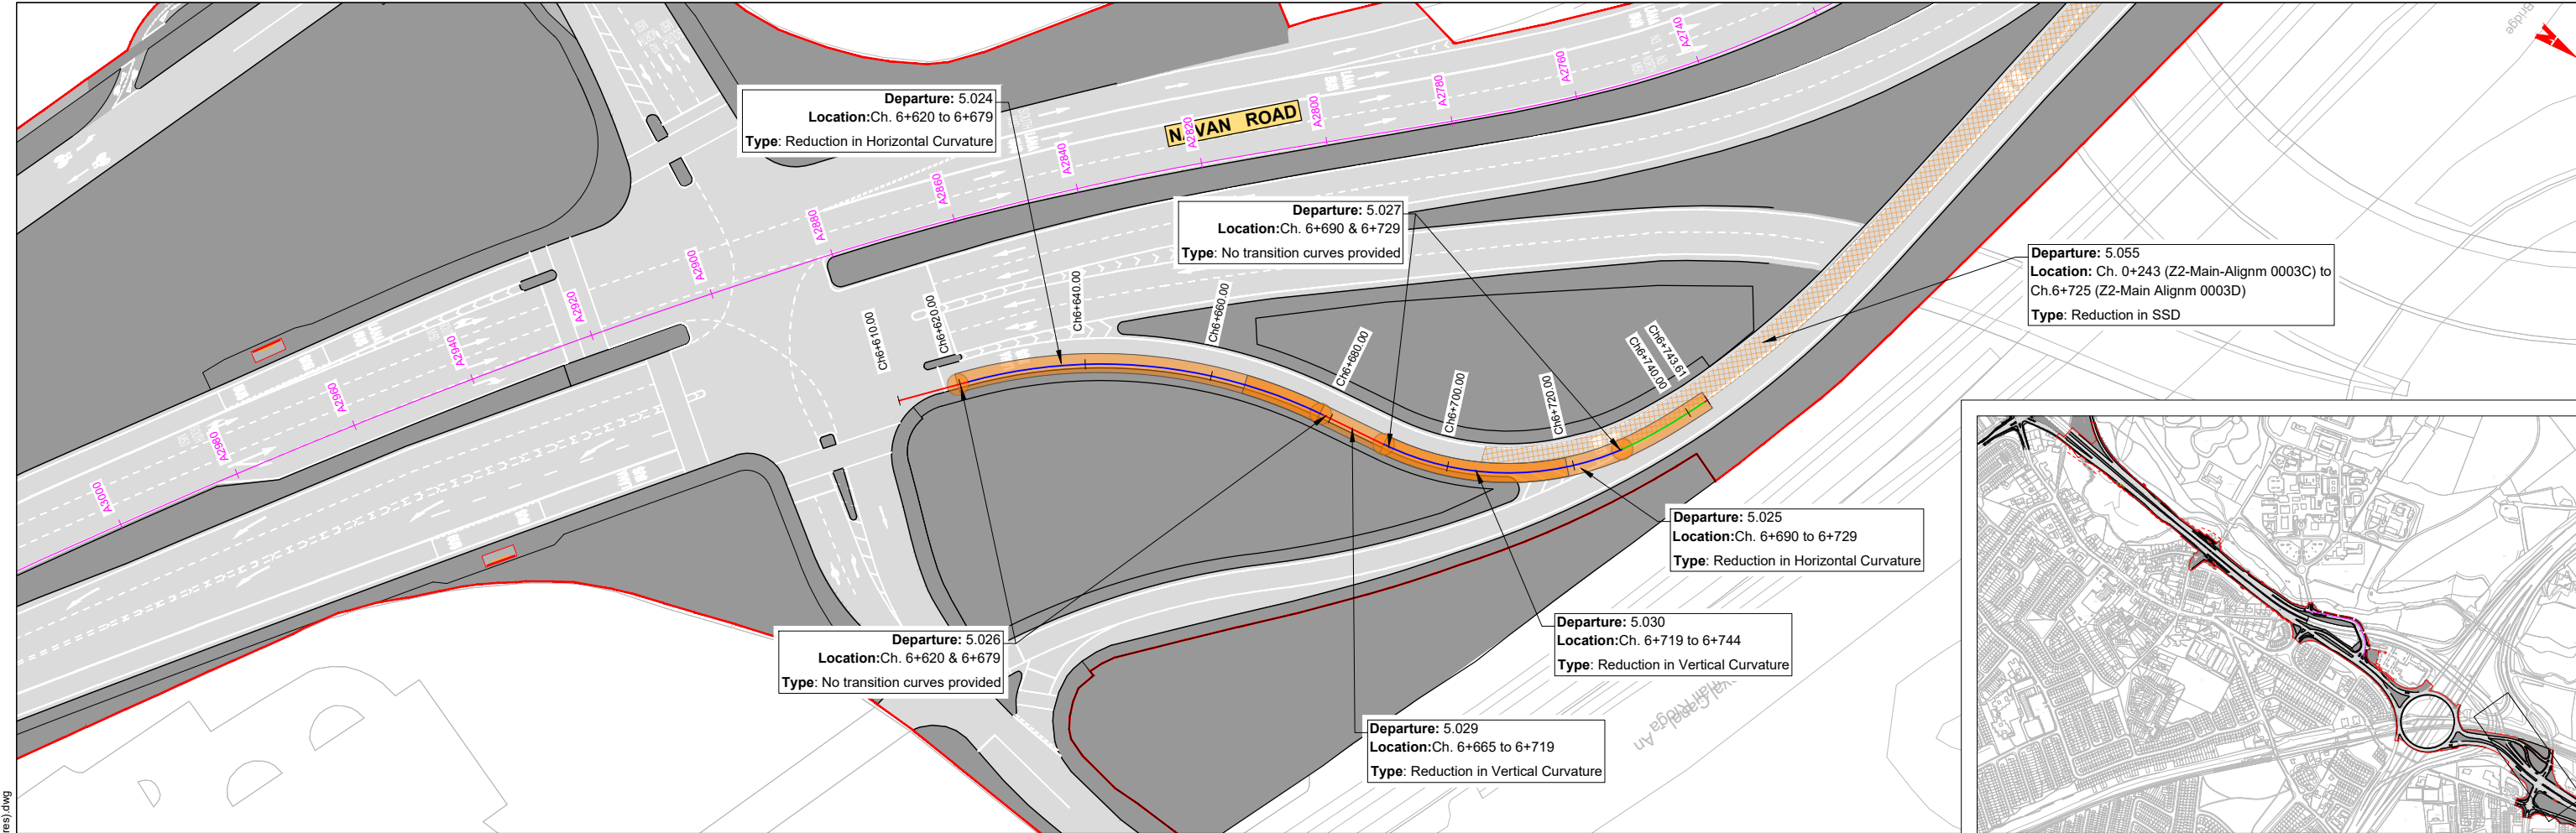 Departure: 5.024
Location:Ch. 6+620 to 6+679
Type: Reduction in Horizontal Curvature
NAVAN ROAD
Departure: 5.027
Location:Ch. 6+690 & 6+729
Type: No transition curves provided
Departure: 5.055
Location: Ch. 0+243 (Z2-Main-Alignm 0003C) to
Ch.6+725 (Z2-Main Alignm 0003D)
Type: Reduction in SSD
Departure: 5.025
Location:Ch. 6+690 to 6+729
Type: Reduction in Horizontal Curvature
Departure: 5.030
Location:Ch. 6+719 to 6+744
Type: Reduction in Vertical Curvature
Departure: 5.026
Location:Ch. 6+620 & 6+679
Type: No transition curves provided
Departure: 5.029
Location:Ch. 6+665 to 6+719
Type: Reduction in Vertical Curvature
A2740
A2760
A2780
A2800
A2820
A2840
A2860
A2880
A2900
A2920
A2940
A2960
A2980
A3000
Ch6+610.00
Ch6+620.00
Ch6+640.00
Ch6+660.00
Ch6+680.00
Ch6+700.00
Ch6+720.00
Ch6+740.00
Ch6+743.61
BUS LANE
Bridge
N
res).dwg